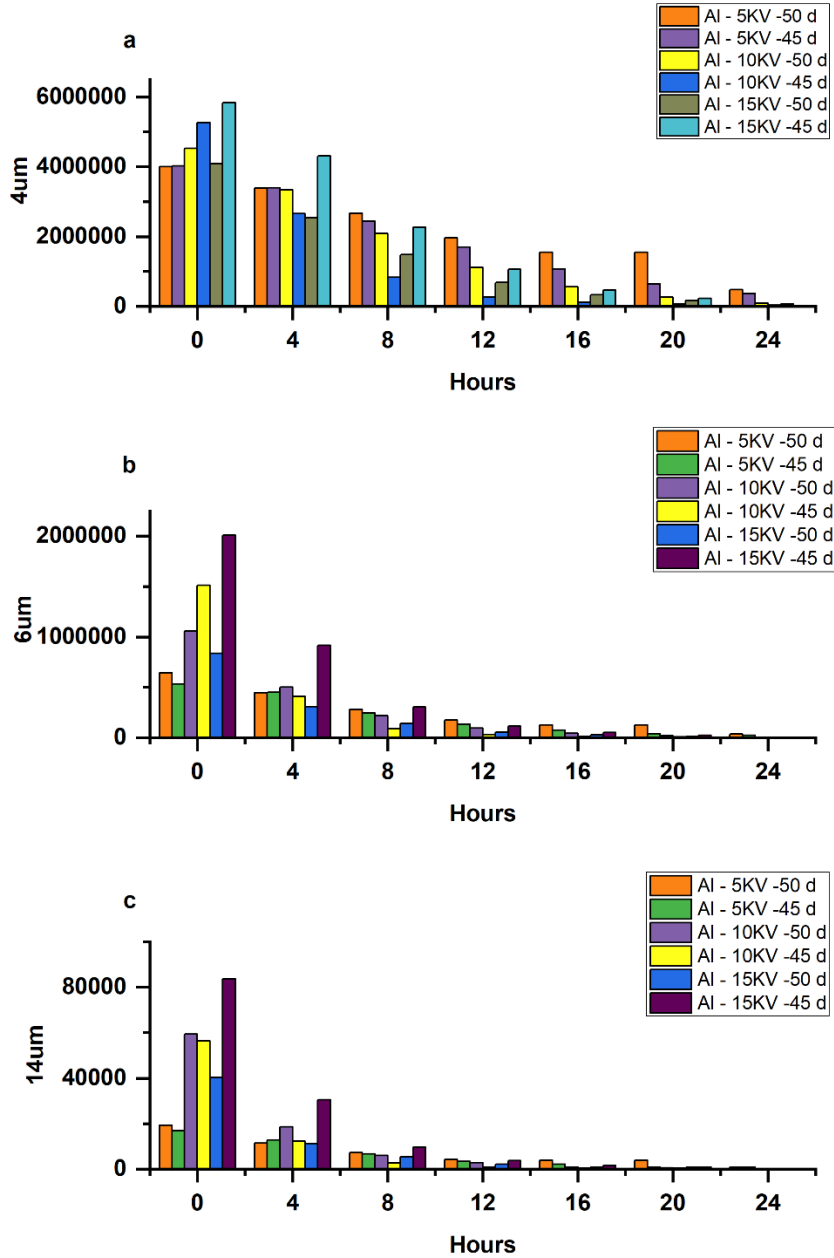 a
Al - 5KV -50 d
Al - 5KV -45 d
Al - 10KV -50 d
Al - 10KV -45 d
Al - 15KV -50 d
Al - 15KV -45 d
4um
6000000
4000000
2000000
0
0 4 8 12 16 20 24
Hours
b
Al - 5KV -50 d
Al - 5KV -45 d
Al - 10KV -50 d
Al - 10KV -45 d
Al - 15KV -50 d
Al - 15KV -45 d
6um
2000000
1000000
0
0 4 8 12 16 20 24
Hours
c
Al - 5KV -50 d
Al - 5KV -45 d
Al - 10KV -50 d
Al - 10KV -45 d
Al - 15KV -50 d
Al - 15KV -45 d
14um
80000
40000
0
0 4 8 12 16 20 24
Hours